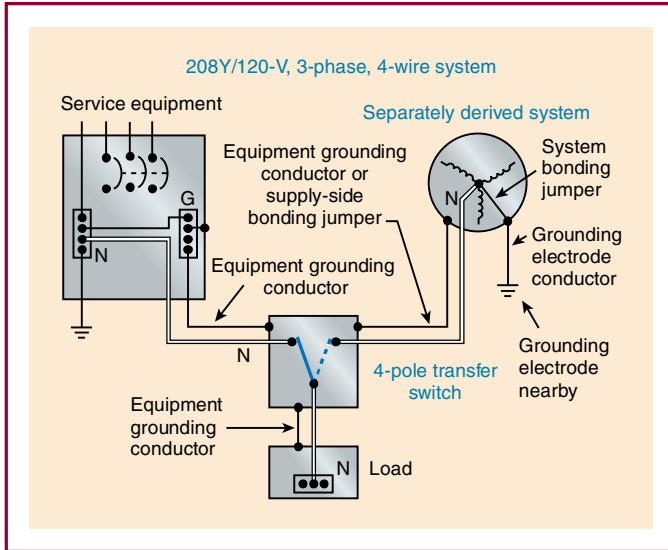 208Y/120-V, 3-phase, 4-wire system
Service equipment
Separately derived system
Equipment grounding
conductor or
supply-side
bonding jumper
System
bonding
jumper
G
N
N
Grounding
electrode
conductor
Equipment grounding
conductor
N
4-pole transfer
switch
Grounding
electrode
nearby
Equipment
grounding
conductor
N
Load